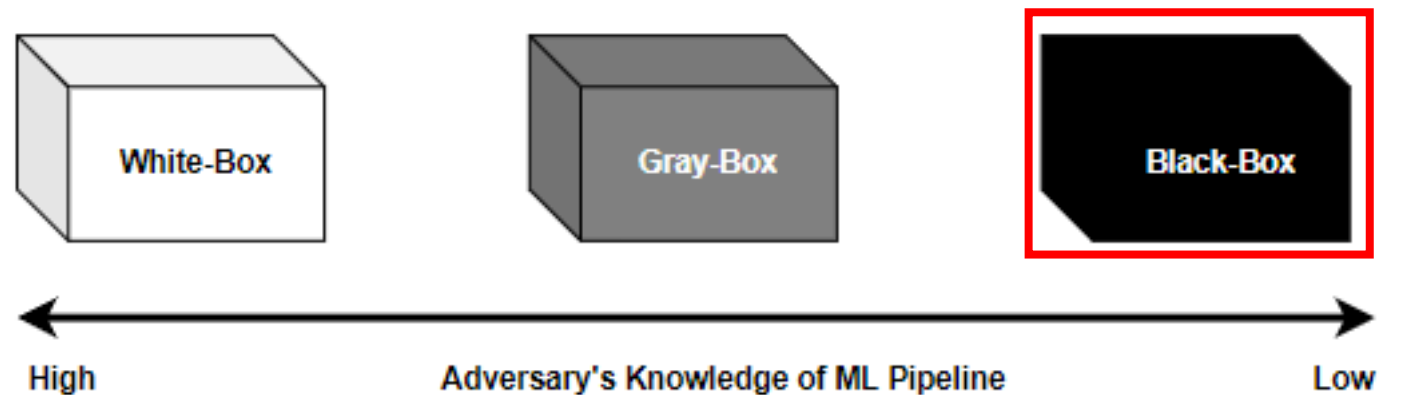 White-Box
Gray-Box
Black-Box
High
Adversary's Knowledge of ML Pipeline
Low